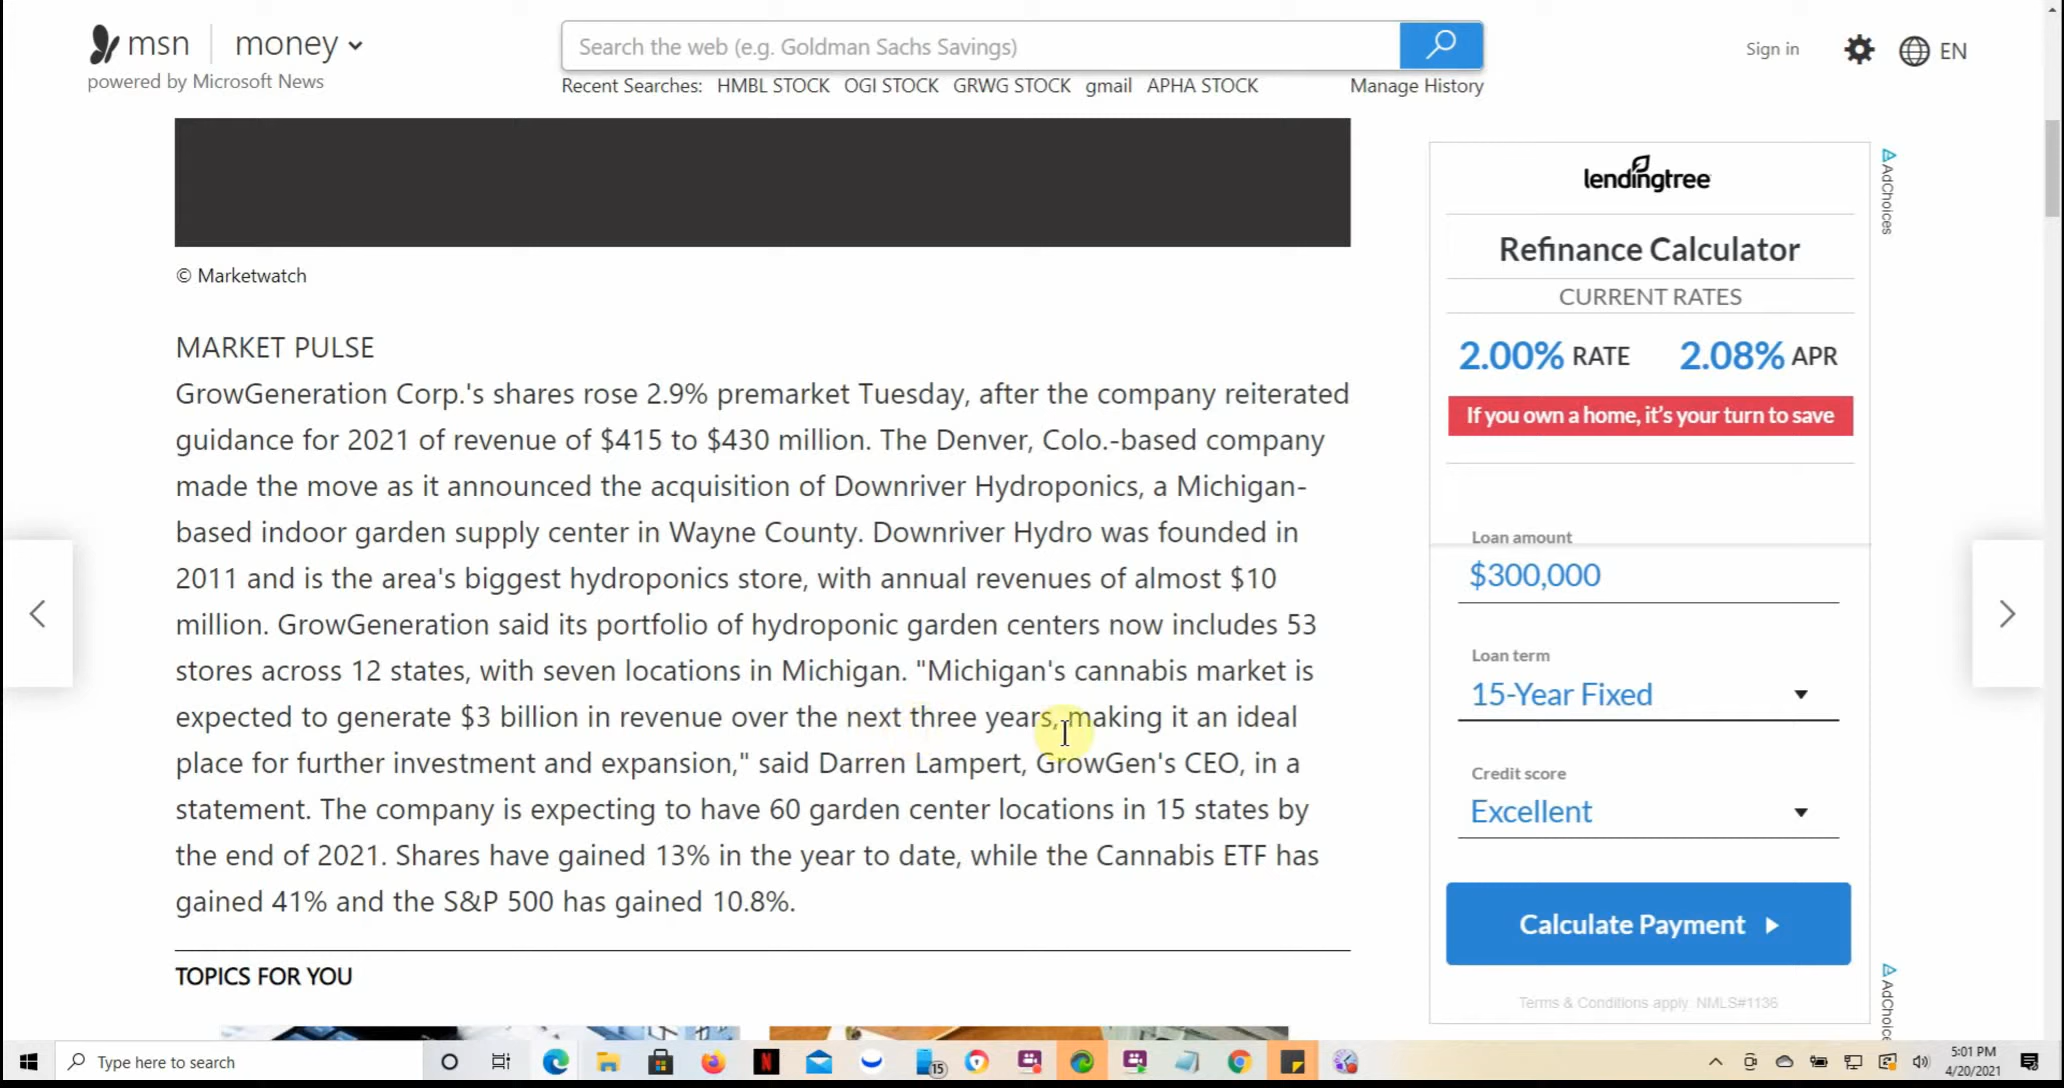 msn money
powered by Microsoft News
Search the web (e.g. Goldman Sachs Savings)
Recent Searches: HMBL STOCK OGI STOCK GRWG STOCK gmail APHA STOCK Manage History
Sign in EN
© Marketwatch
MARKET PULSE
GrowGeneration Corp.'s shares rose 2.9% premarket Tuesday, after the company reiterated
guidance for 2021 of revenue of $415 to $430 million. The Denver, Colo.-based company
made the move as it announced the acquisition of Downriver Hydroponics, a Michigan-
based indoor garden supply center in Wayne County. Downriver Hydro was founded in
2011 and is the area's biggest hydroponics store, with annual revenues of almost $10
million. GrowGeneration said its portfolio of hydroponic garden centers now includes 53
stores across 12 states, with seven locations in Michigan. "Michigan's cannabis market is
expected to generate $3 billion in revenue over the next three years, making it an ideal
place for further investment and expansion," said Darren Lampert, GrowGen's CEO, in a
statement. The company is expecting to have 60 garden center locations in 15 states by
the end of 2021. Shares have gained 13% in the year to date, while the Cannabis ETF has
gained 41% and the S&P 500 has gained 10.8%.
TOPICS FOR YOU
AdChoices
lendingtree
Refinance Calculator
CURRENT RATES
2.00% RATE 2.08% APR
If you own a home, it's your turn to save
Loan amount
$300,000
Loan term
15-Year Fixed
Credit score
Excellent
Calculate Payment
Terms & Conditions apply. NMLS#1136
AdChoice
Type here to search
15
5:01 PM
4/20/2021